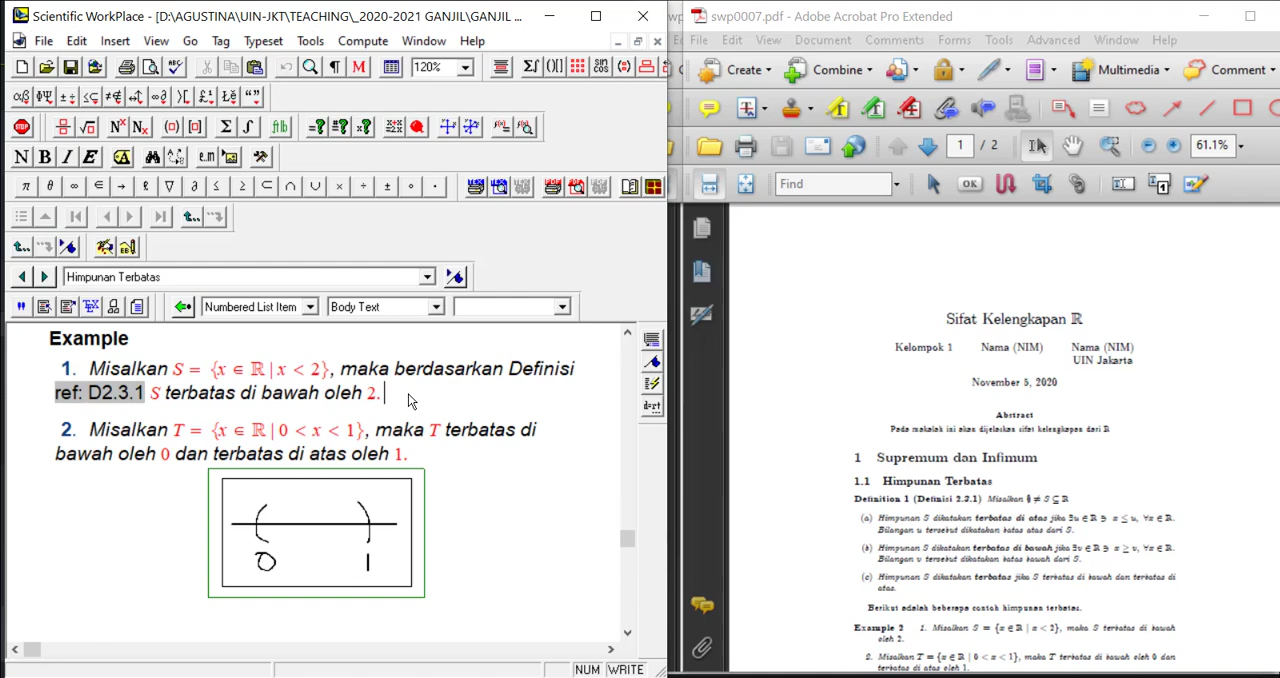 Scientific WorkPlace - [D:\AGUSTINA\UIN-JKT\TEACHING\_2020-2021 GANJIL\GANJIL ...
File Edit Insert View Go Tag Typeset Tools Compute Window Help
120%
Himpunan Terbatas
Numbered List Item Body Text
Example
1. Misalkan S = {x ∈ ℝ | x < 2}, maka berdasarkan Definisi
ref: D2.3.1 S terbatas di bawah oleh 2.
2. Misalkan T = {x ∈ ℝ | 0 < x < 1}, maka T terbatas di
bawah oleh 0 dan terbatas di atas oleh 1.
0 1
NUM WRITE
swp0007.pdf - Adobe Acrobat Pro Extended
File Edit View Document Comments Forms Tools Advanced Window Help
Create Combine Multimedia Comment
1 / 2 61.1%
Find
OK
Sifat Kelengkapan ℝ
Kelompok 1 Nama (NIM) Nama (NIM)
UIN Jakarta
November 5, 2020
Abstract
Pada makalah ini akan dijelaskan sifat kelengkapan dari ℝ
1 Supremum dan Infimum
1.1 Himpunan Terbatas
Definition 1 (Definisi 2.3.1) Misalkan ∅ ≠ S ⊆ ℝ
(a) Himpunan S dikatakan terbatas di atas jika ∃u ∈ ℝ ∋ x ≤ u, ∀x ∈ ℝ.
Bilangan u tersebut dikatakan batas atas dari S.
(b) Himpunan S dikatakan terbatas di bawah jika ∃v ∈ ℝ ∋ x ≥ v, ∀x ∈ ℝ.
Bilangan v tersebut dikatakan batas bawah dari S.
(c) Himpunan S dikatakan terbatas jika S terbatas di bawah dan terbatas di
atas.
Berikut adalah beberapa contoh himpunan terbatas.
Example 2 1. Misalkan S = {x ∈ ℝ | x < 2}, maka S terbatas di bawah
oleh 2.
2. Misalkan T = {x ∈ ℝ | 0 < x < 1}, maka T terbatas di bawah oleh 0 dan
terbatas di atas oleh 1.